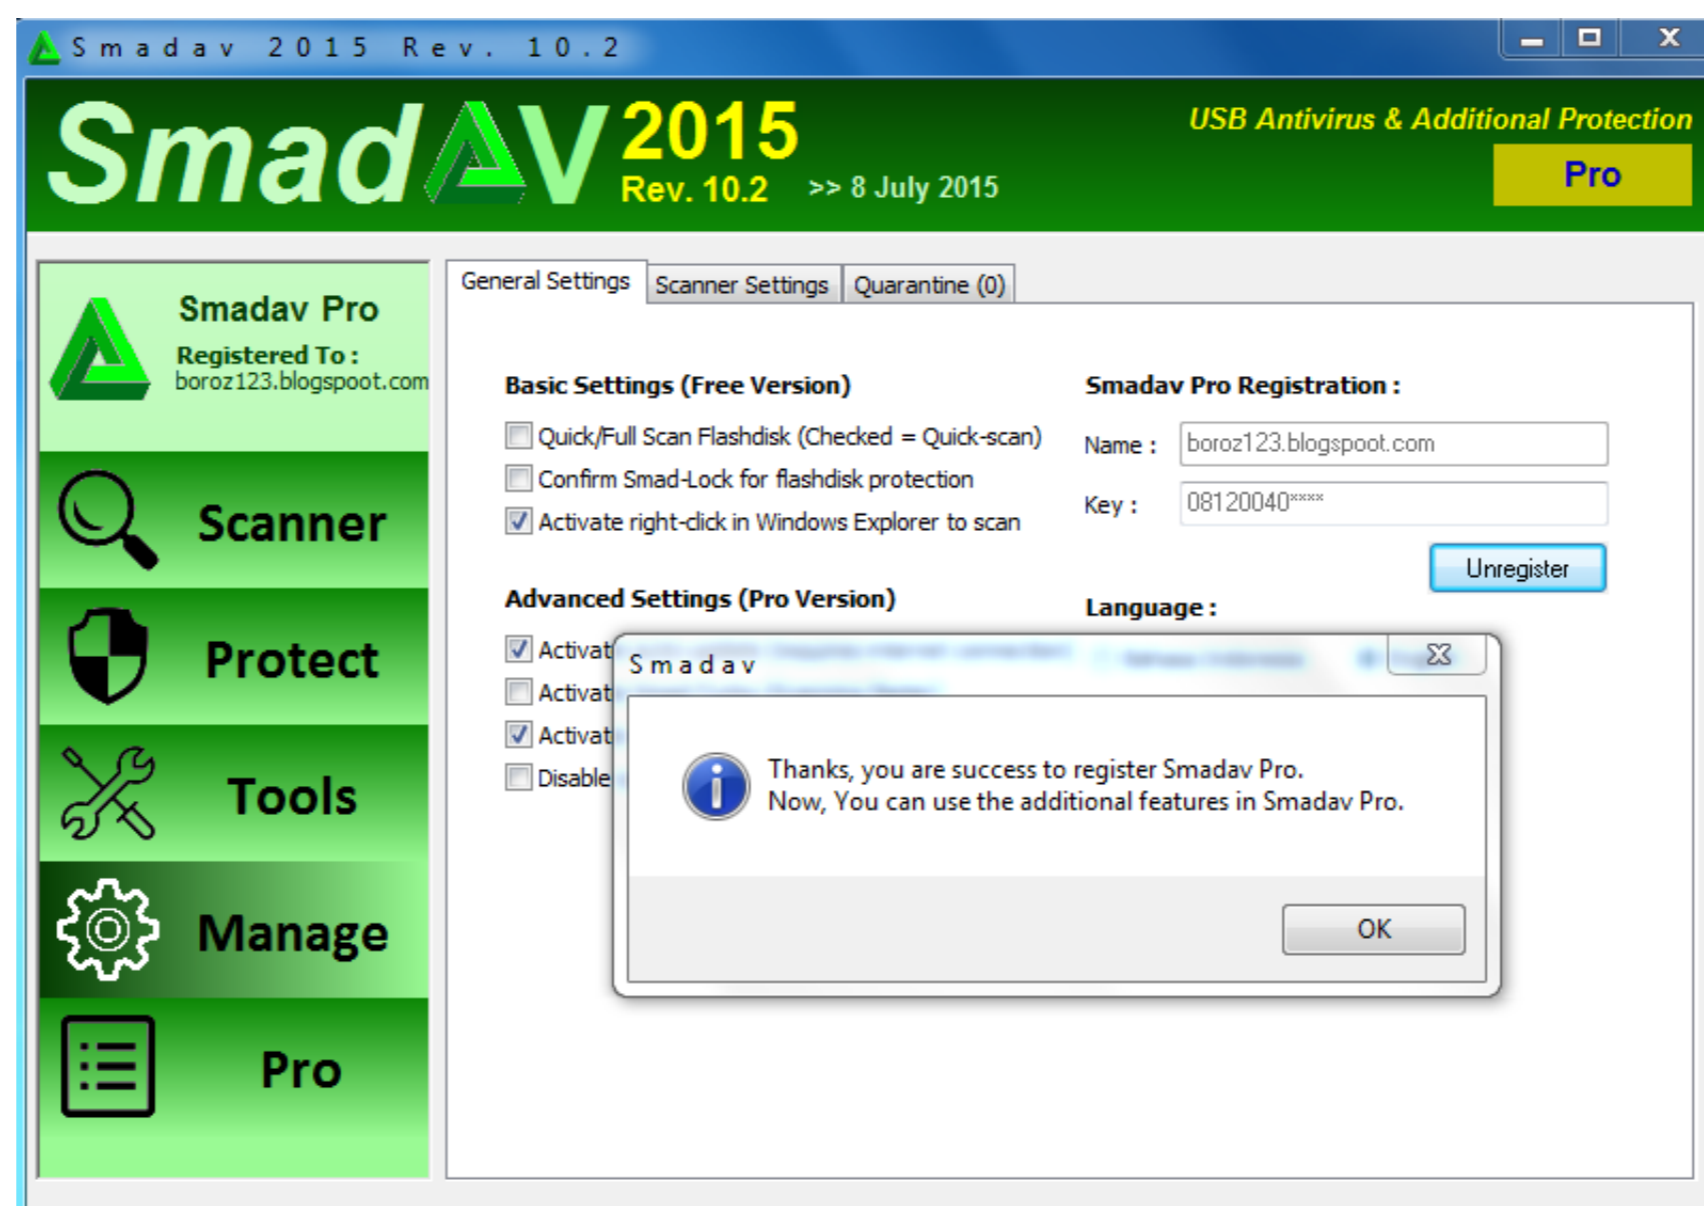 Smadav 2015 Rev. 10.2
SmadAV 2015
Rev. 10.2 >> 8 July 2015
USB Antivirus & Additional Protection
Pro
Smadav Pro
Registered To :
boroz123.blogspoot.com
Scanner
Protect
Tools
Manage
Pro
General Settings
Scanner Settings
Quarantine (0)
Basic Settings (Free Version)
Quick/Full Scan Flashdisk (Checked = Quick-scan)
Confirm Smad-Lock for flashdisk protection
Activate right-click in Windows Explorer to scan
Advanced Settings (Pro Version)
Activat
Activat
Activat
Disable
Smadav Pro Registration :
Name : boroz123.blogspoot.com
Key : 08120040****
Unregister
Language :
Smadav
Thanks, you are success to register Smadav Pro.
Now, You can use the additional features in Smadav Pro.
OK